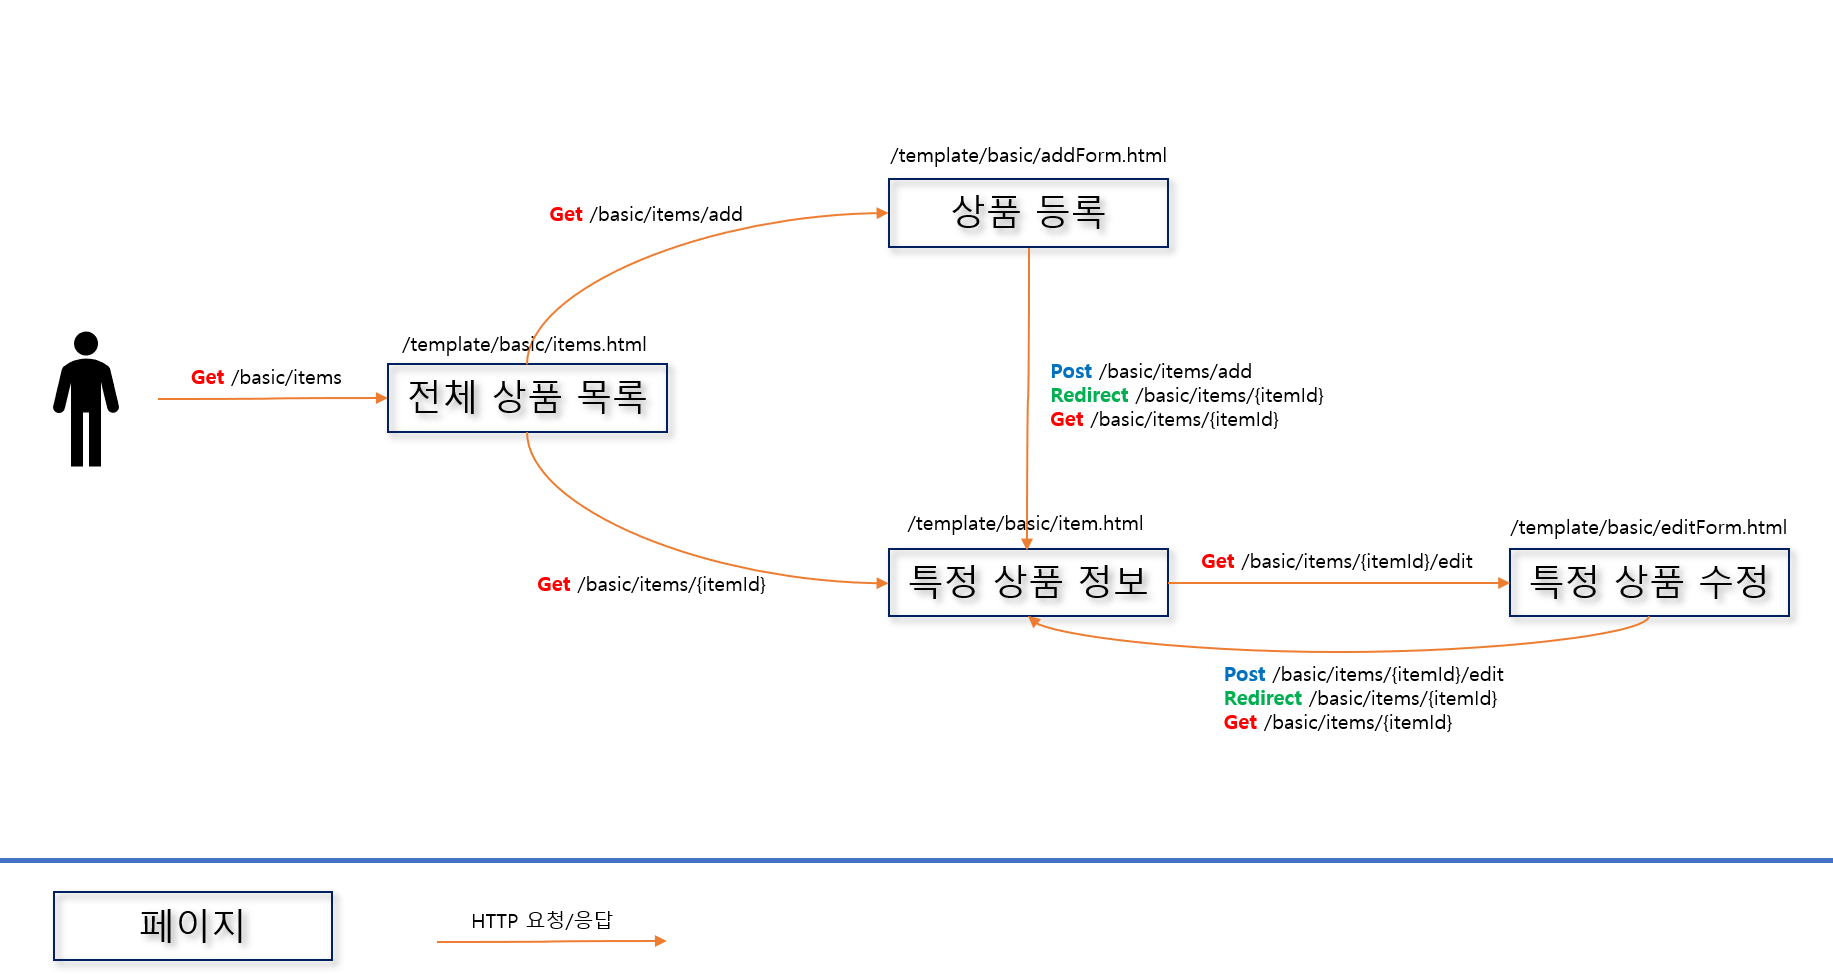 /template/basic/addForm.html
상품 등록
Get /basic/items/add
/template/basic/items.html
Get /basic/items
전체 상품 목록
Post /basic/items/add
Redirect /basic/items/{itemId}
Get /basic/items/{itemId}
/template/basic/item.html
/template/basic/editForm.html
Get /basic/items/{itemId}
특정 상품 정보
Get /basic/items/{itemId}/edit
특정 상품 수정
Post /basic/items/{itemId}/edit
Redirect /basic/items/{itemId}
Get /basic/items/{itemId}
페이지
HTTP 요청/응답